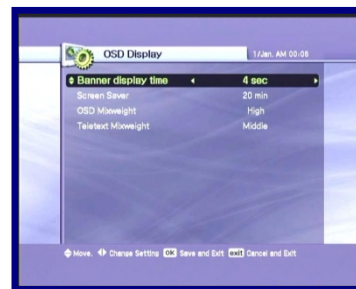 OSD Display
1/Jan. AM 00:06
Banner display time 4 sec
Screen Saver 20 min
OSD Mixweight High
Teletext Mixweight Middle
Move. Change Setting OK Save and Exit exit Cancel and Exit